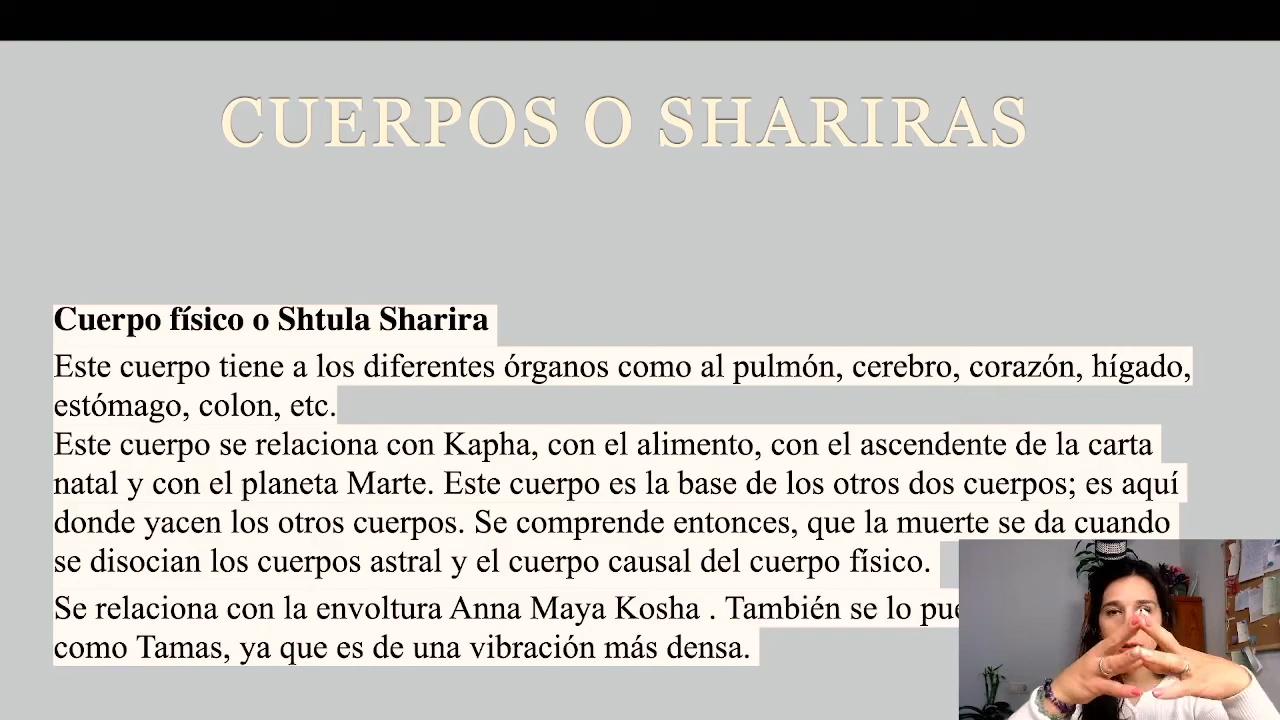 CUERPOS O SHARIRAS
Cuerpo físico o Shtula Sharira
Este cuerpo tiene a los diferentes órganos como al pulmón, cerebro, corazón, hígado,
estómago, colon, etc.
Este cuerpo se relaciona con Kapha, con el alimento, con el ascendente de la carta
natal y con el planeta Marte. Este cuerpo es la base de los otros dos cuerpos; es aquí
donde yacen los otros cuerpos. Se comprende entonces, que la muerte se da cuando
se disocian los cuerpos astral y el cuerpo causal del cuerpo físico.
Se relaciona con la envoltura Anna Maya Kosha . También se lo
como Tamas, ya que es de una vibración más densa.